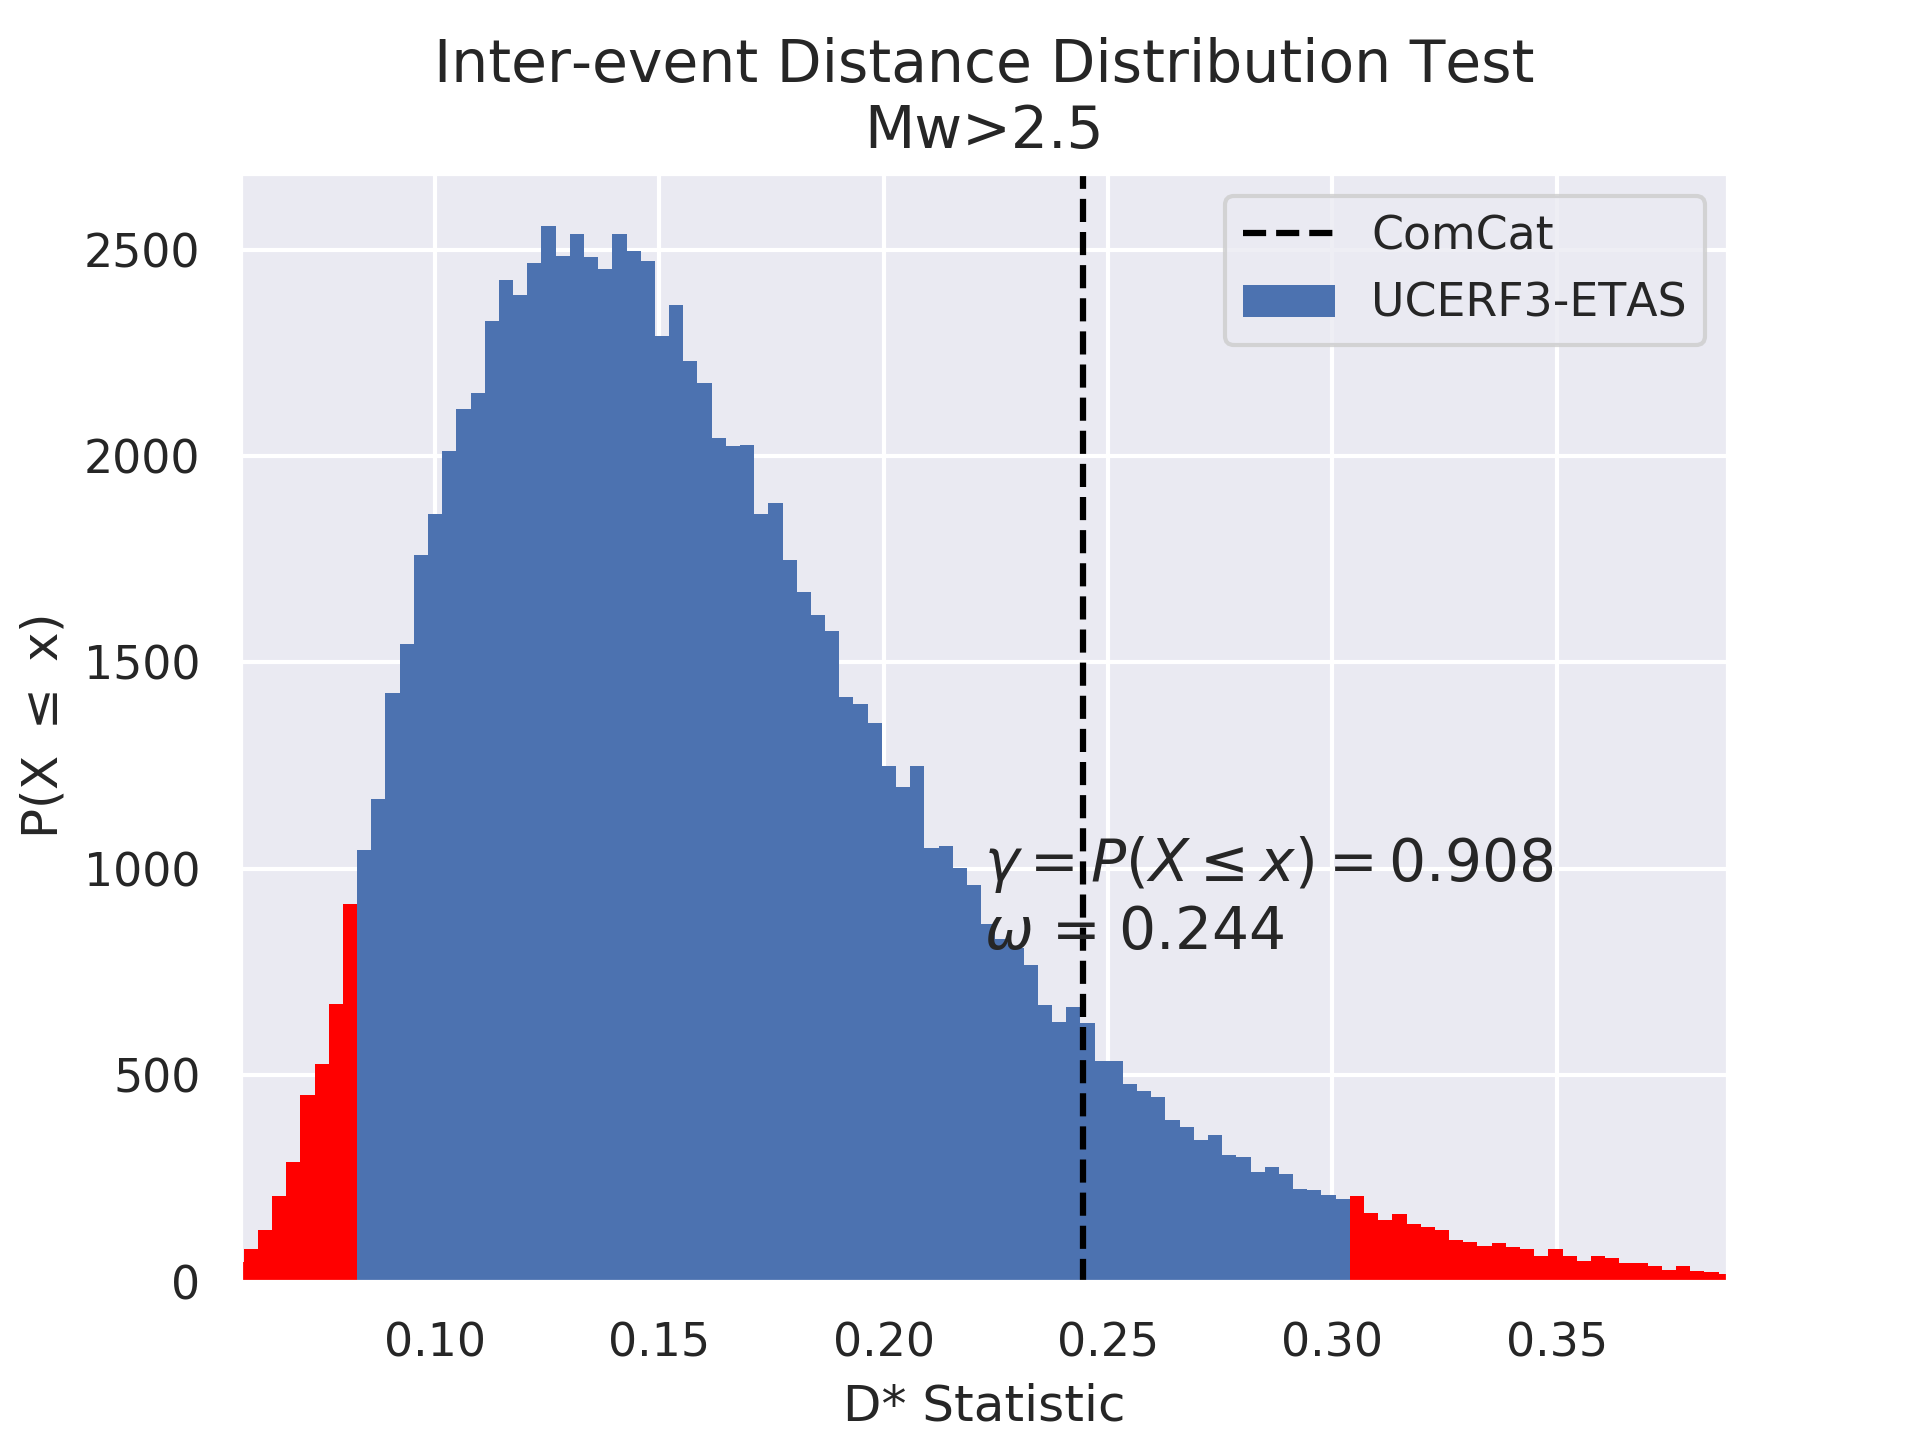 Inter-event Distance Distribution Test
Mw>2.5
ComCat
UCERF3-ETAS
2500
2000
1500
1000
500
0
P(X ≤ x)
γ = P(X ≤ x) = 0.908
ω = 0.244
0.10 0.15 0.20 0.25 0.30 0.35
D* Statistic